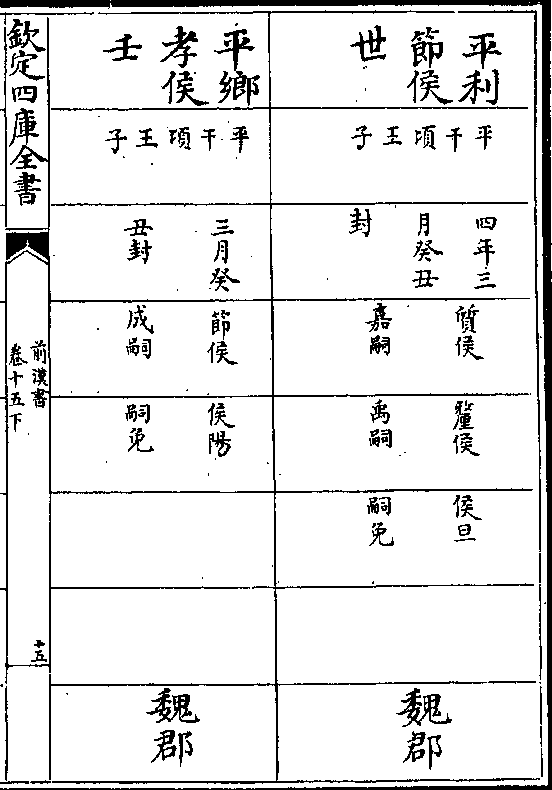 平利
節侯
世
平干頃王子
四年三
月癸丑
封
質侯
嘉嗣
釐侯
禹嗣
侯旦
嗣免
魏郡
平鄉
孝侯
壬
平干頃王子
三月癸
丑封
節侯
成嗣
侯陽
嗣免
魏郡
欽定四庫全書
前漢書
卷十五下
十五